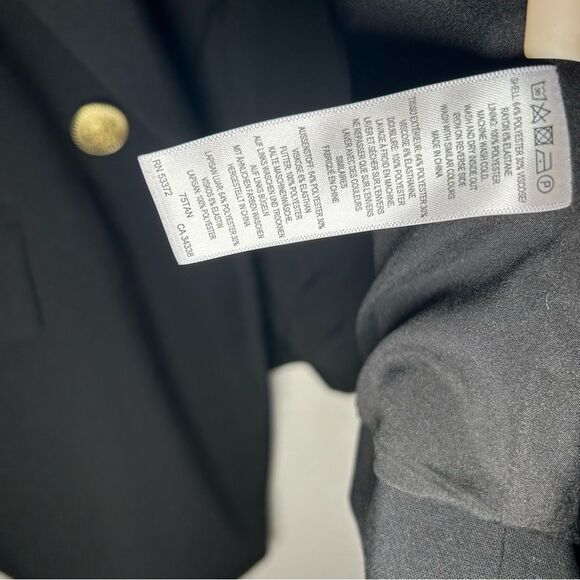 SHELL: 64% POLYESTER/ 30% VISCOSE/
RAYON 6% ELASTANE
LINING: 100% POLYESTER
MACHINE WASH COLD.
WASH AND DRY INSIDE OUT
IRON ON REVERSE SIDE
WASH WITH SIMILAR COLOURS
MADE IN CHINA
TISSU EXTÉRIEUR: 64% POLYESTER 30%
VISCOSE 6% ELASTHANNE
DOUBLURE: 100% POLYESTER
LAVAGE À FROID EN MACHINE.
LAVER ET SÉCHER SUR L'ENVERS
NE REPASSER QUE SUR L'ENVERS
LAVER AVEC DES COULEURS
SIMILAIRES
FABRIQUÉ EN CHINE
AUSSENSTOFF: 64% POLYESTER 30%
VISKOSE 6% ELASTHAN
FUTTER: 100% POLYESTER
KALTE MASCHINENWÄSCHE.
AUF LINKS WASCHEN UND TROCKNEN
AUF LINKS BÜGELN
MIT ÄHNLICHEN FARBEN WASCHEN
HERGESTELLT IN CHINA
LAPISAN LUAR: 64% POLYESTER 30%
VISCOS 6% ELASTIN
LAPISAN: 100% POLYESTER
RN 53372 75TAN CA 34338